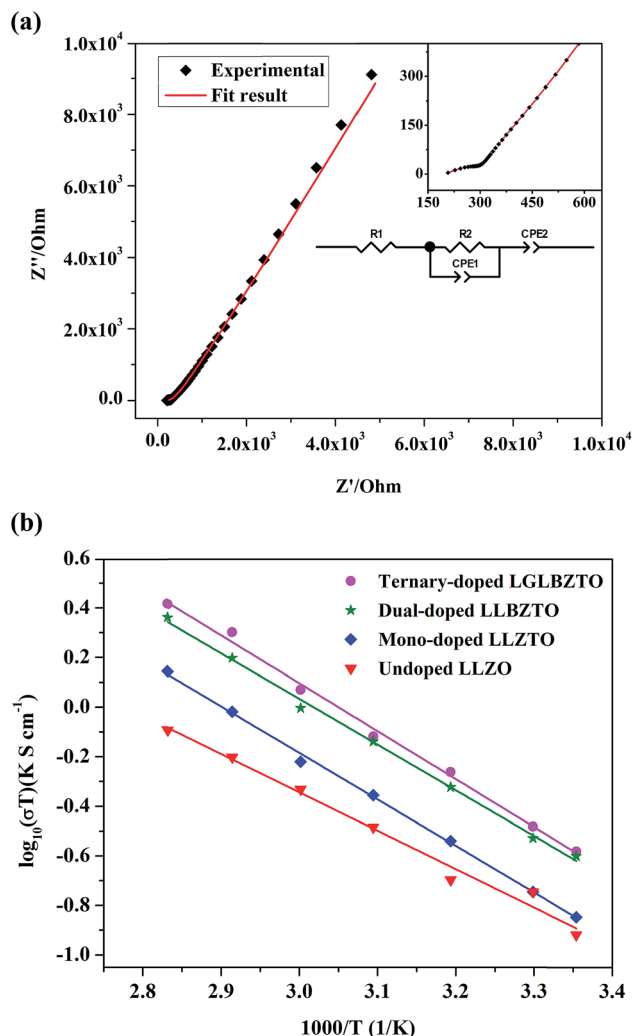 (a)
1.0x10³
8.0x10³
6.0x10³
4.0x10³
2.0x10³
0.0
Z''/Ohm
Experimental
Fit result
300
150
0
150 300 450 600
R1
R2
CPE1
CPE2
0.0 2.0x10³ 4.0x10³ 6.0x10³ 8.0x10³ 1.0x10⁴
Z'/Ohm
(b)
0.6
0.4
0.2
0.0
-0.2
-0.4
-0.6
-0.8
-1.0
log₁₀(σT)(K S cm⁻¹)
Ternary-doped LGLBZTO
Dual-doped LLBZTO
Mono-doped LLZTO
Undoped LLZO
2.8 2.9 3.0 3.1 3.2 3.3 3.4
1000/T (1/K)